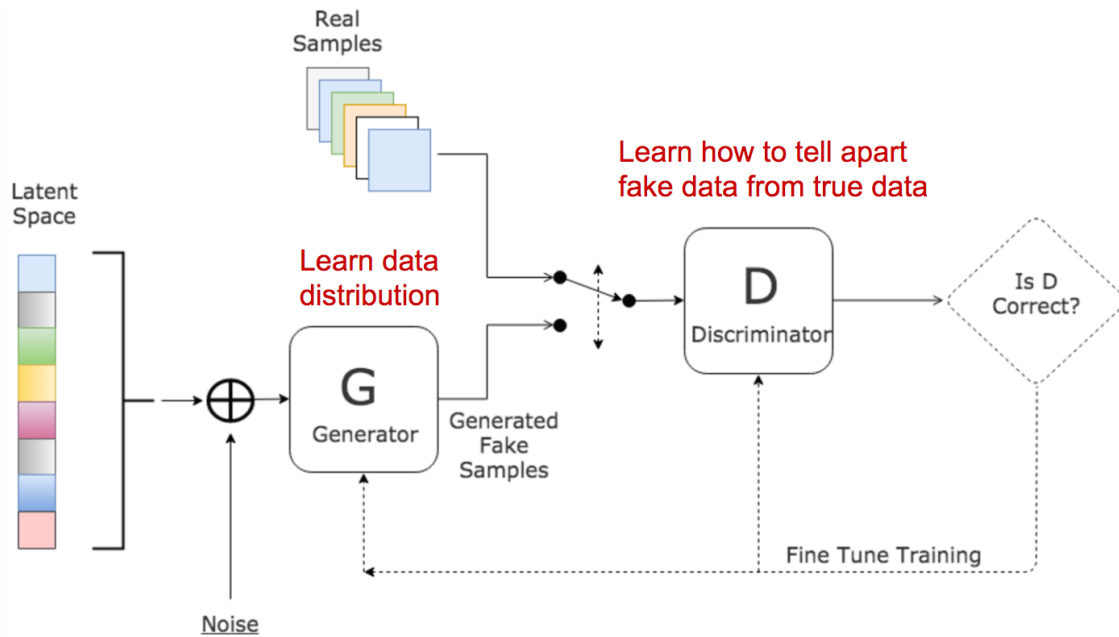 Real
Samples
Learn how to tell apart
fake data from true data
Latent
Space
Learn data
distribution
D
Discriminator
Is D
Correct?
G
Generator
Generated
Fake
Samples
Fine Tune Training
Noise